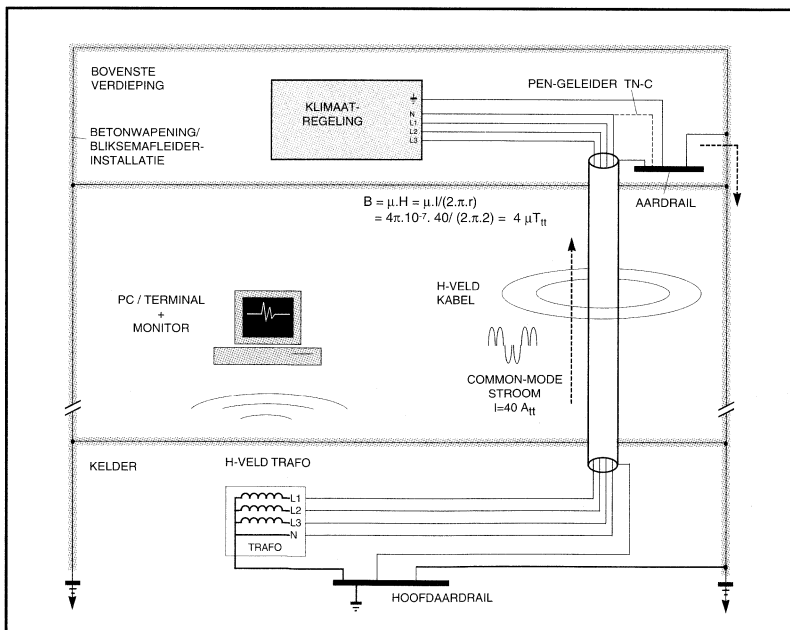 BOVENSTE
VERDIEPING
KLIMAAT-
REGELING
N
L1
L2
L3
PEN-GELEIDER TN-C
BETONWAPENING/
BLIKSEMAFLEIDER-
INSTALLATIE
AARDRAIL
B = μ.H = μ.I/(2.π.r)
= 4π.10⁻⁷. 40/ (2.π.2) = 4 μTtt
PC / TERMINAL
+
MONITOR
H-VELD
KABEL
COMMON-MODE
STROOM
I=40 Att
KELDER
H-VELD TRAFO
L1
L2
L3
N
TRAFO
HOOFDAARDRAIL